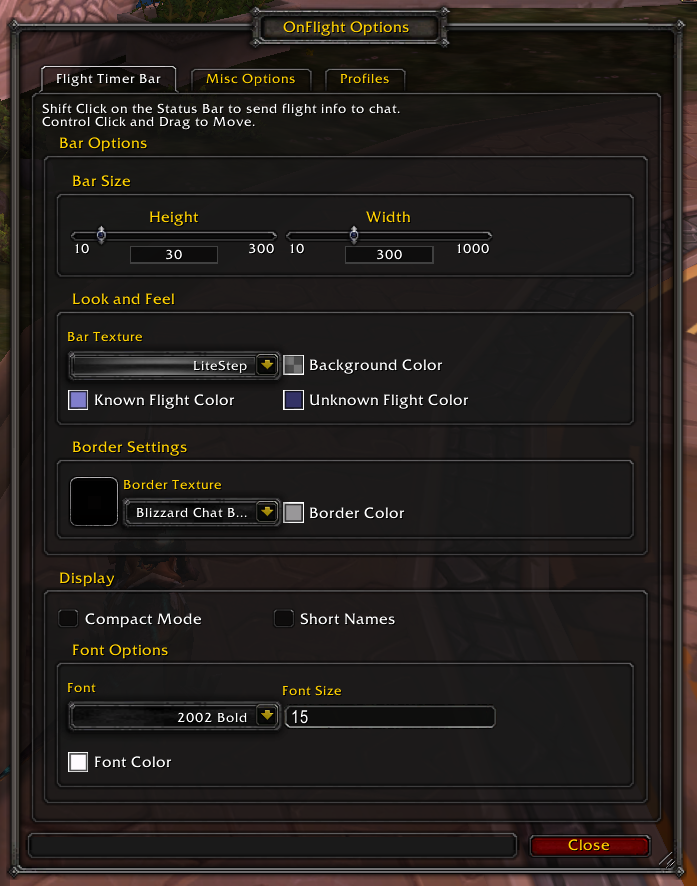 OnFlight Options
Flight Timer Bar Misc Options Profiles
Shift Click on the Status Bar to send flight info to chat.
Control Click and Drag to Move.
Bar Options
Bar Size
Height Width
10 30 300 10 300 1000
Look and Feel
Bar Texture
LiteStep Background Color
Known Flight Color Unknown Flight Color
Border Settings
Border Texture
Blizzard Chat B... Border Color
Display
Compact Mode Short Names
Font Options
Font Font Size
2002 Bold 15
Font Color
Close